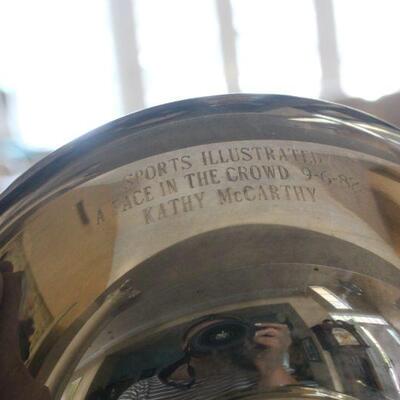 SPORTS ILLUSTRATED
A FACE IN THE CROWD 9-6-82
KATHY McCARTHY